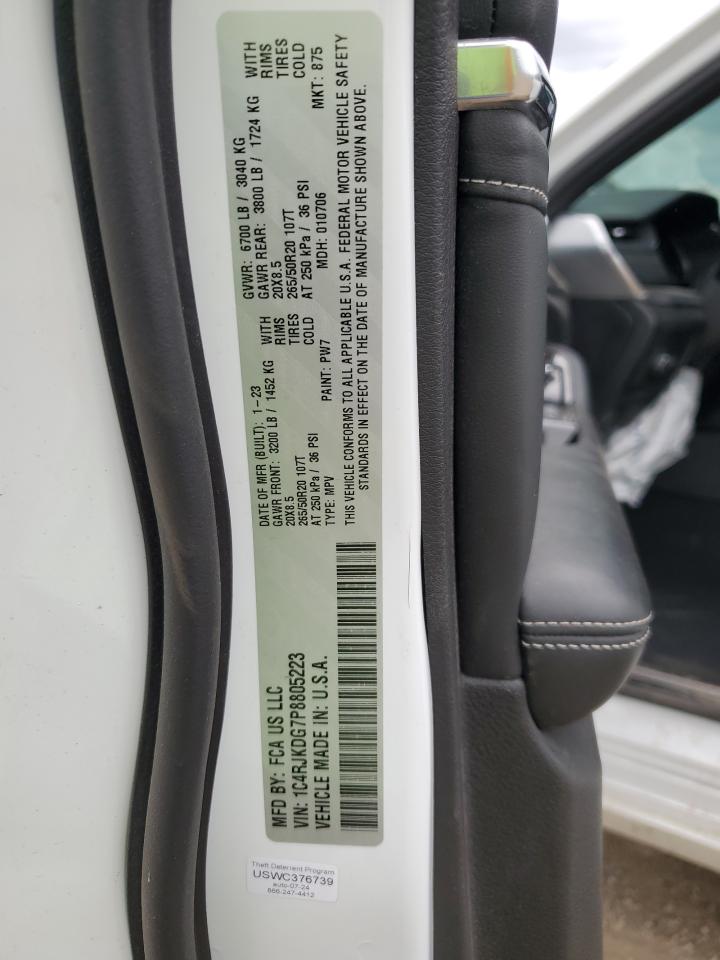 MFD BY: FCA US LLC
DATE OF MFR (BUILT): 1-23
GVWR: 6700 LB / 3040 KG
GAWR FRONT: 3200 LB / 1452 KG WITH
20X8.5 RIMS
265/50R20 107T TIRES
AT 250 kPa / 36 PSI COLD
GAWR REAR: 3800 LB / 1724 KG WITH
20X8.5 RIMS
265/50R20 107T TIRES
AT 250 kPa / 36 PSI COLD
VIN: 1C4RJKDG7P8805223
TYPE: MPV
PAINT: PW7
MDH: 010706
MKT: 875
VEHICLE MADE IN: U.S.A.
THIS VEHICLE CONFORMS TO ALL APPLICABLE U.S.A. FEDERAL MOTOR VEHICLE SAFETY
STANDARDS IN EFFECT ON THE DATE OF MANUFACTURE SHOWN ABOVE.
Theft Deterrent Program
USWC376739
auto-07-24
866-247-4412